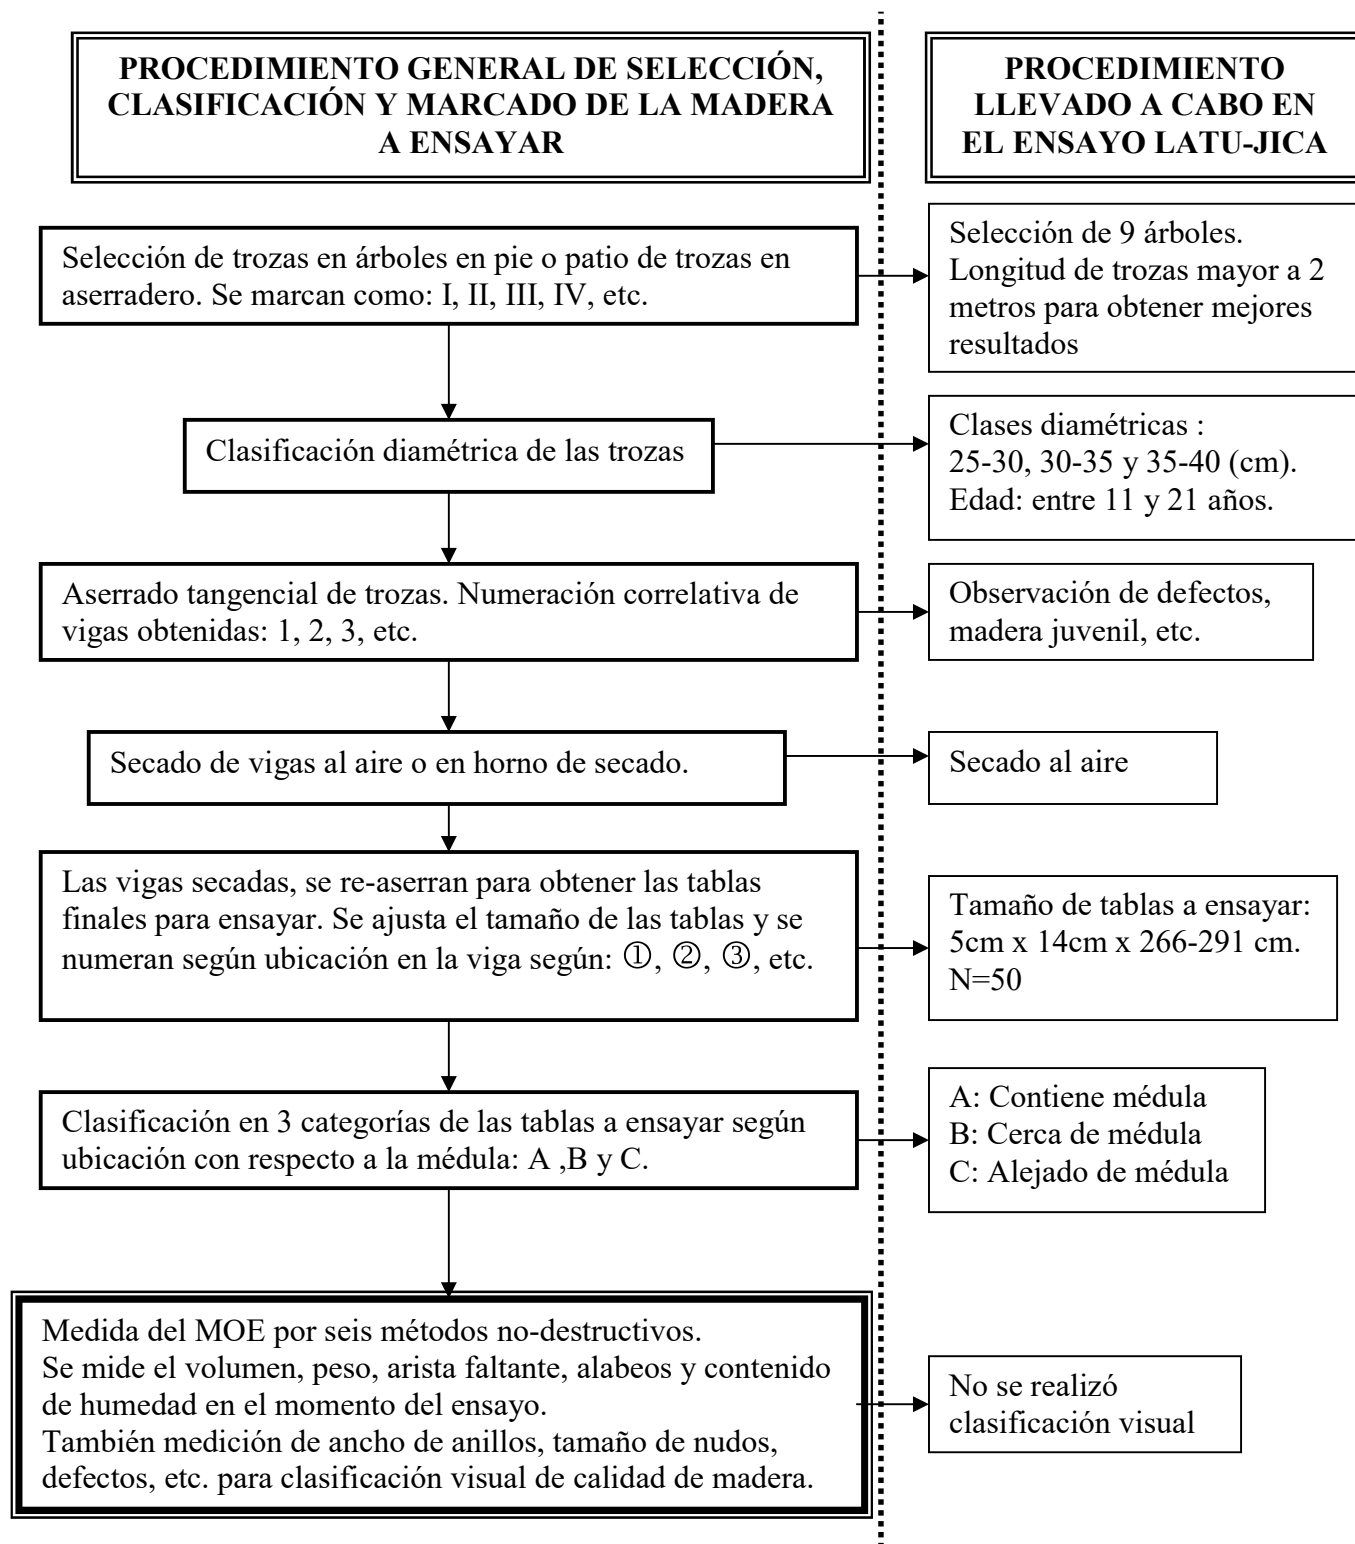 PROCEDIMIENTO GENERAL DE SELECCIÓN,
CLASIFICACIÓN Y MARCADO DE LA MADERA
A ENSAYAR
PROCEDIMIENTO
LLEVADO A CABO EN
EL ENSAYO LATU-JICA
Selección de trozas en árboles en pie o patio de trozas en
aserradero. Se marcan como: I, II, III, IV, etc.
Selección de 9 árboles.
Longitud de trozas mayor a 2
metros para obtener mejores
resultados
Clasificación diamétrica de las trozas
Clases diamétricas :
25-30, 30-35 y 35-40 (cm).
Edad: entre 11 y 21 años.
Aserrado tangencial de trozas. Numeración correlativa de
vigas obtenidas: 1, 2, 3, etc.
Observación de defectos,
madera juvenil, etc.
Secado de vigas al aire o en horno de secado.
Secado al aire
Las vigas secadas, se re-aserran para obtener las tablas
finales para ensayar. Se ajusta el tamaño de las tablas y se
numeran según ubicación en la viga según: ①, ②, ③, etc.
Tamaño de tablas a ensayar:
5cm x 14cm x 266-291 cm.
N=50
Clasificación en 3 categorías de las tablas a ensayar según
ubicación con respecto a la médula: A ,B y C.
A: Contiene médula
B: Cerca de médula
C: Alejado de médula
Medida del MOE por seis métodos no-destructivos.
Se mide el volumen, peso, arista faltante, alabeos y contenido
de humedad en el momento del ensayo.
También medición de ancho de anillos, tamaño de nudos,
defectos, etc. para clasificación visual de calidad de madera.
No se realizó
clasificación visual